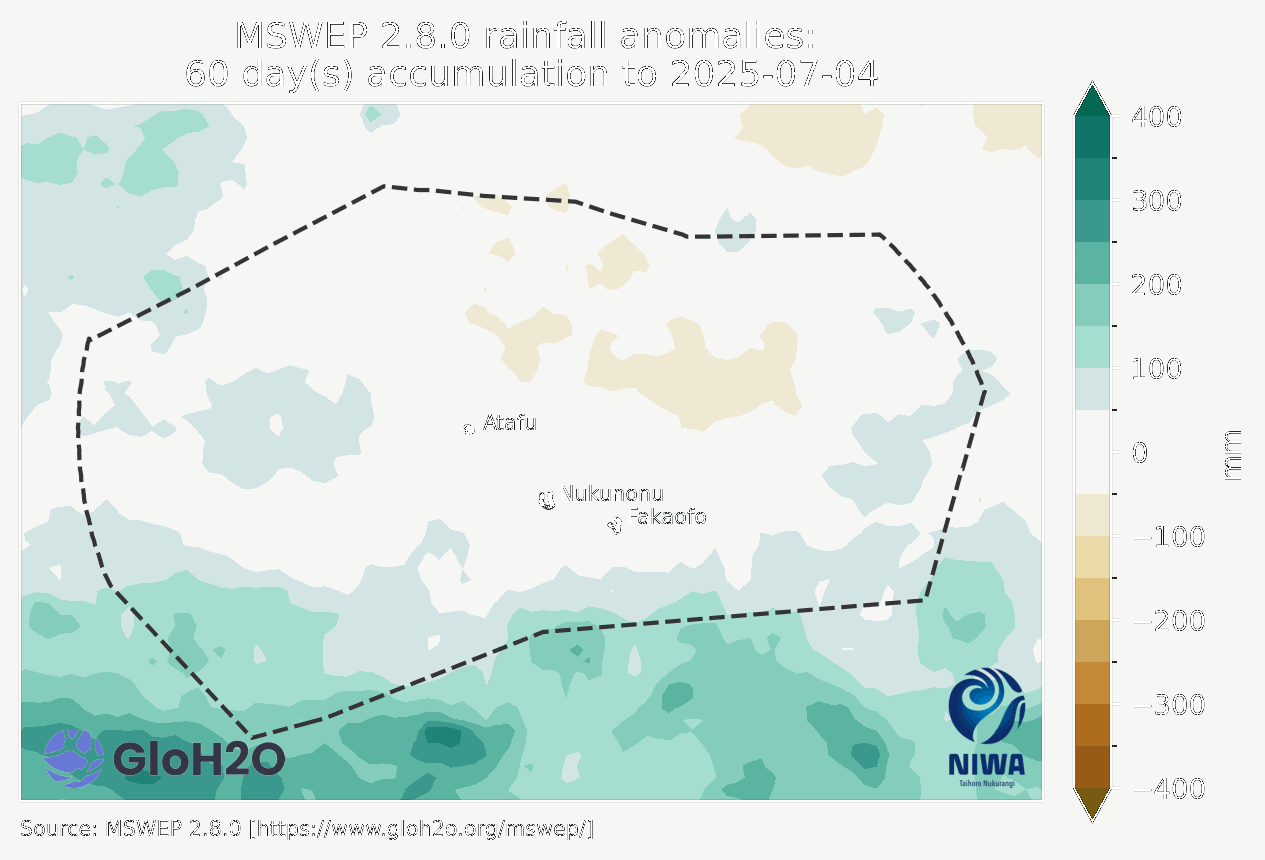 MSWEP 2.8.0 rainfall anomalies:
60 day(s) accumulation to 2025-07-04
400
300
200
100
0
−100
−200
−300
−400
mm
Atafu
Nukunonu
Fakaofo
GloH2O
NIWA
Taihoro Nukurangi
Source: MSWEP 2.8.0 [https://www.gloh2o.org/mswep/]